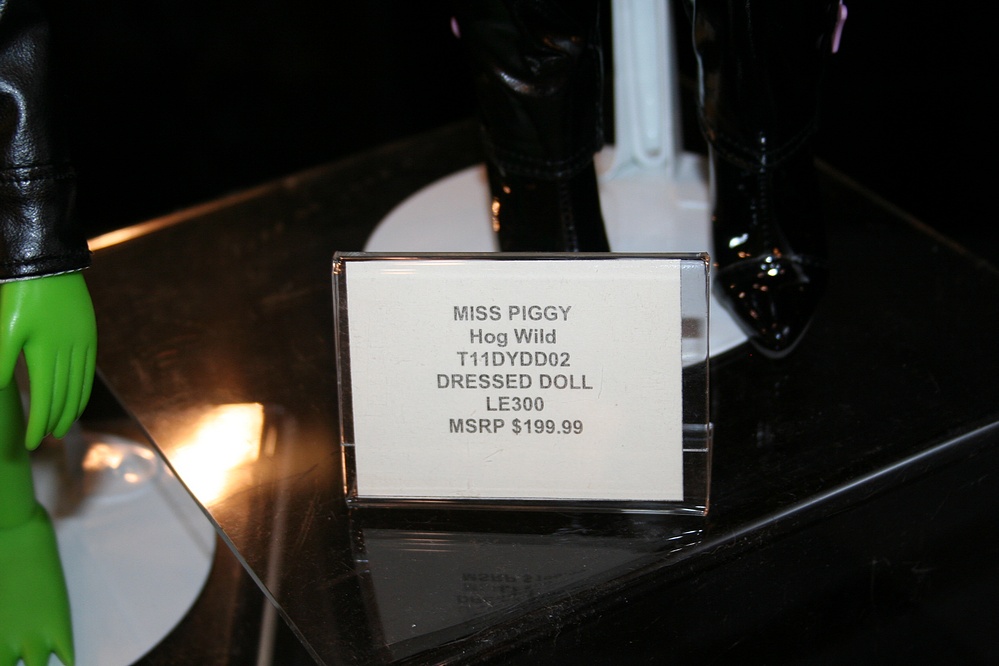 MISS PIGGY
Hog Wild
T11DYDD02
DRESSED DOLL
LE300
MSRP $199.99